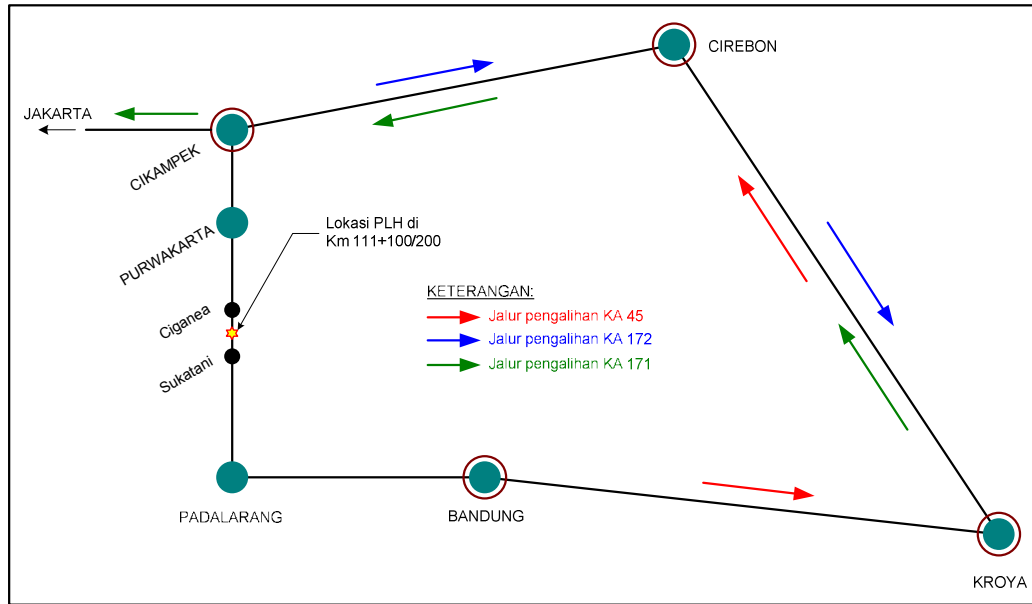 CIREBON
JAKARTA
CIKAMPEK
PURWAKARTA
Lokasi PLH di
Km 111+100/200
Ciganea
Sukatani
KETERANGAN:
Jalur pengalihan KA 45
Jalur pengalihan KA 172
Jalur pengalihan KA 171
PADALARANG
BANDUNG
KROYA